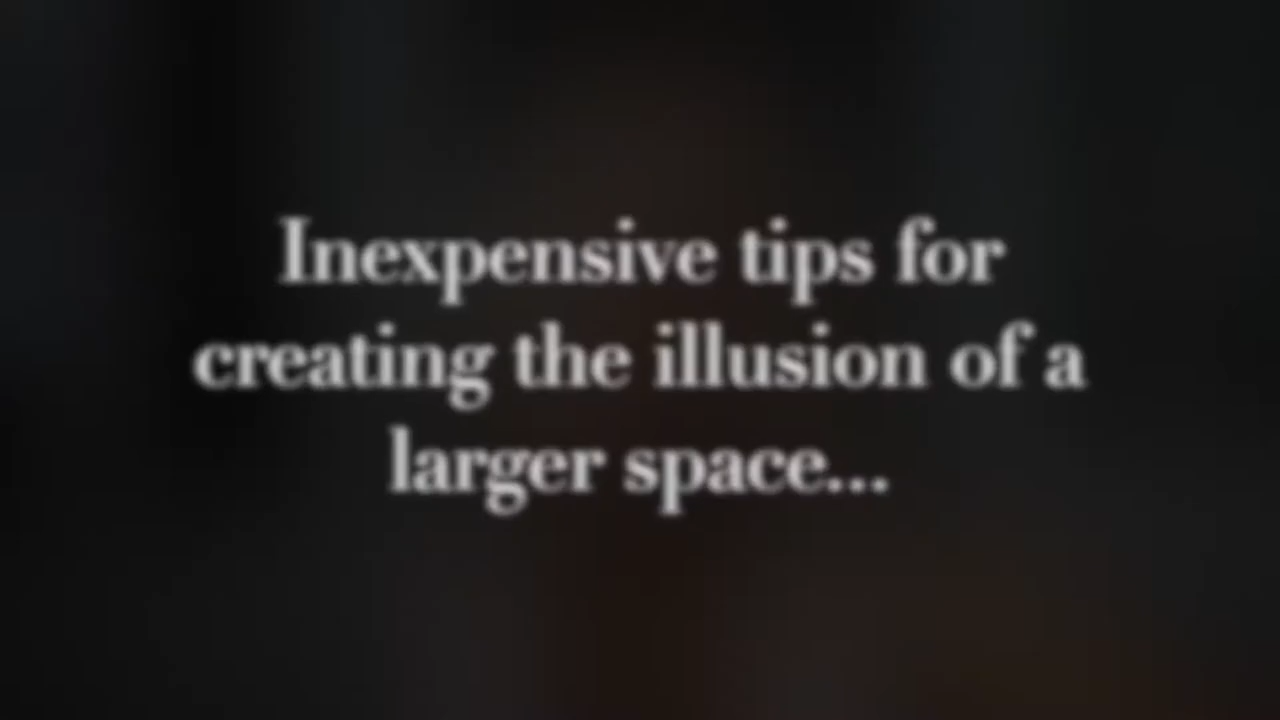 Inexpensive tips for
creating the illusion of a
larger space...